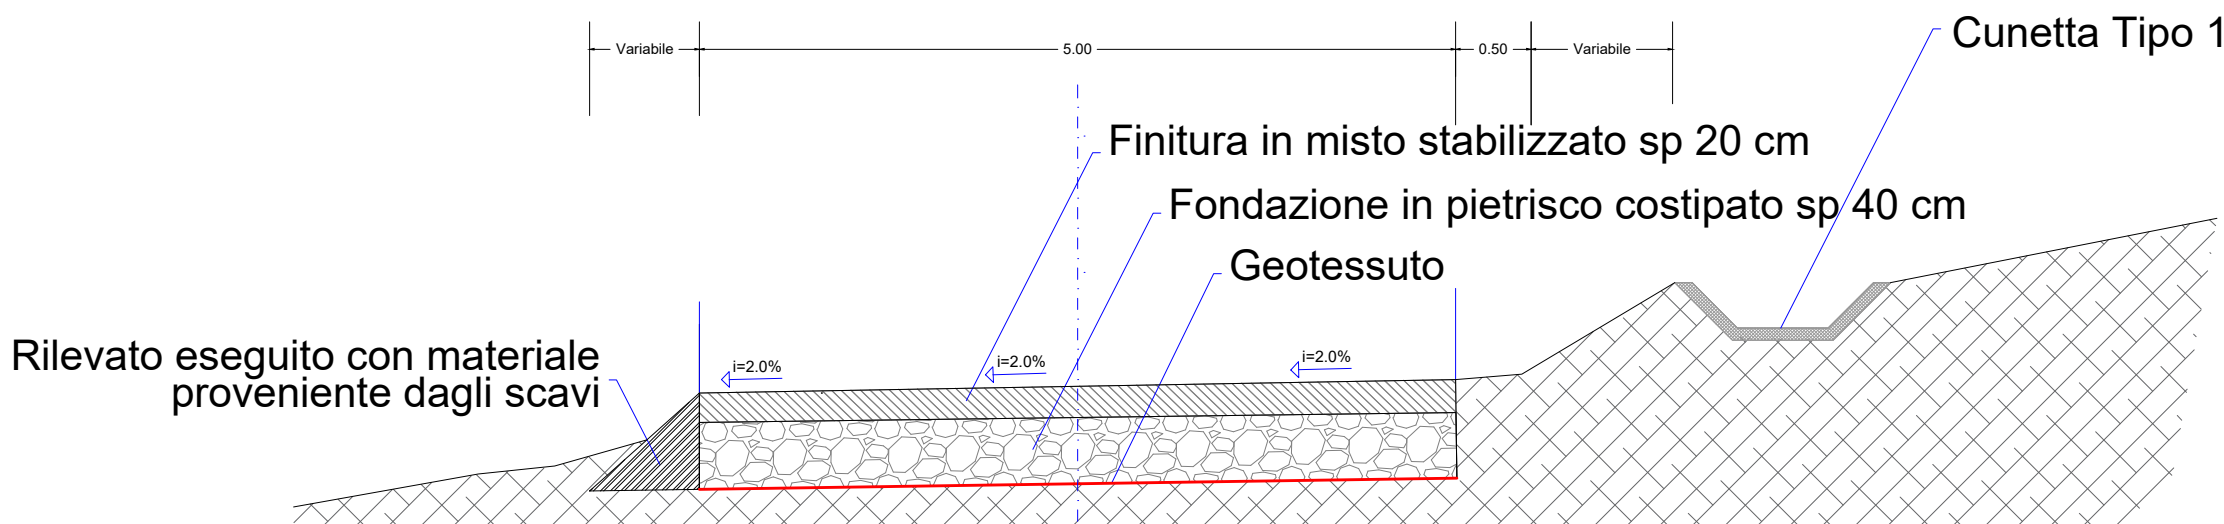 Cunetta Tipo 1
Variabile
5.00
0.50
Variabile
Finitura in misto stabilizzato sp 20 cm
Fondazione in pietrisco costipato sp 40 cm
Geotessuto
Rilevato eseguito con materiale
proveniente dagli scavi
i=2.0%
i=2.0%
i=2.0%